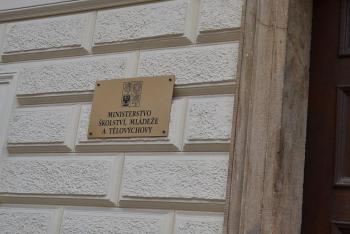 MINISTERSTVO
ŠKOLSTVÍ, MLÁDEŽE
A TĚLOVÝCHOVY